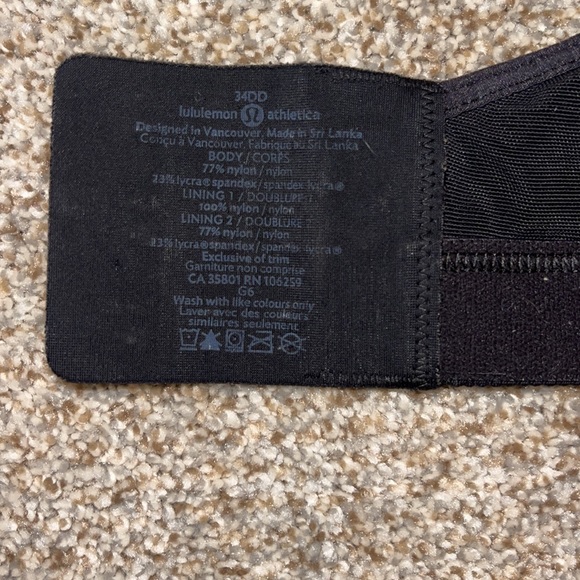 34DD
lululemon athletica
Designed in Vancouver. Made in Sri Lanka
Conçu à Vancouver. Fabriqué au Sri Lanka
BODY / CORPS
77% nylon / nylon
23% lycra® spandex / spandex lycra®
LINING 1 / DOUBLURE 1
100% nylon / nylon
LINING 2 / DOUBLURE
77% nylon / nylon
23% lycra® spandex / spandex lycra®
Exclusive of trim
Garniture non comprise
CA 35801 RN 106259
G6
Wash with like colours only
Laver avec des couleurs
similaires seulement